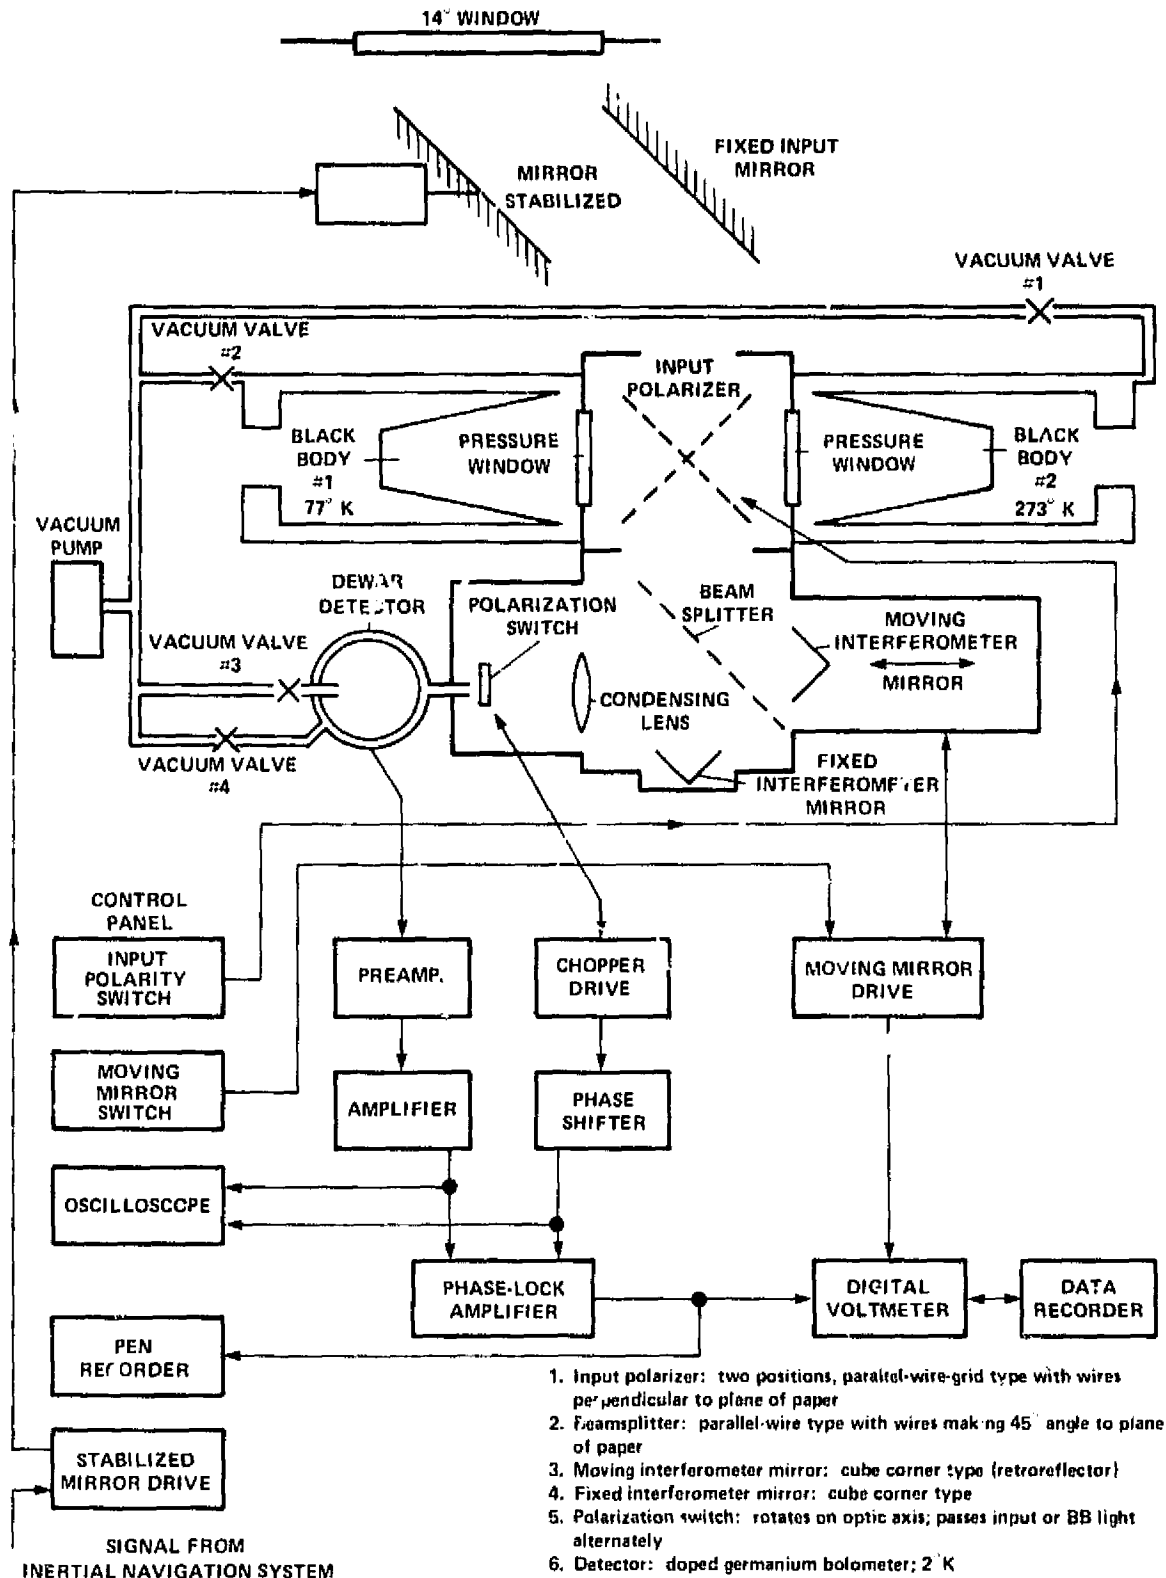 14° WINDOW
FIXED INPUT
MIRROR
MIRROR
STABILIZED
VACUUM VALVE
#1
VACUUM VALVE
#2
INPUT
POLARIZER
BLACK
BODY
#1
77° K
PRESSURE
WINDOW
PRESSURE
WINDOW
BLACK
BODY
#2
273° K
VACUUM
PUMP
DEWAR
DETECTOR
POLARIZATION
SWITCH
BEAM
SPLITTER
MOVING
INTERFEROMETER
MIRROR
VACUUM VALVE
#3
CONDENSING
LENS
VACUUM VALVE
#4
FIXED
INTERFEROMETER
MIRROR
CONTROL
PANEL
INPUT
POLARITY
SWITCH
PREAMP.
CHOPPER
DRIVE
MOVING MIRROR
DRIVE
MOVING
MIRROR
SWITCH
AMPLIFIER
PHASE
SHIFTER
OSCILLOSCOPE
PHASE-LOCK
AMPLIFIER
DIGITAL
VOLTMETER
DATA
RECORDER
PEN
RECORDER
STABILIZED
MIRROR DRIVE
SIGNAL FROM
INERTIAL NAVIGATION SYSTEM
1. Input polarizer: two positions, parallel-wire-grid type with wires
perpendicular to plane of paper
2. Beamsplitter: parallel-wire type with wires making 45° angle to plane
of paper
3. Moving interferometer mirror: cube corner type (retroreflector)
4. Fixed interferometer mirror: cube corner type
5. Polarization switch: rotates on optic axis; passes input or BB light
alternately
6. Detector: doped germanium bolometer; 2° K